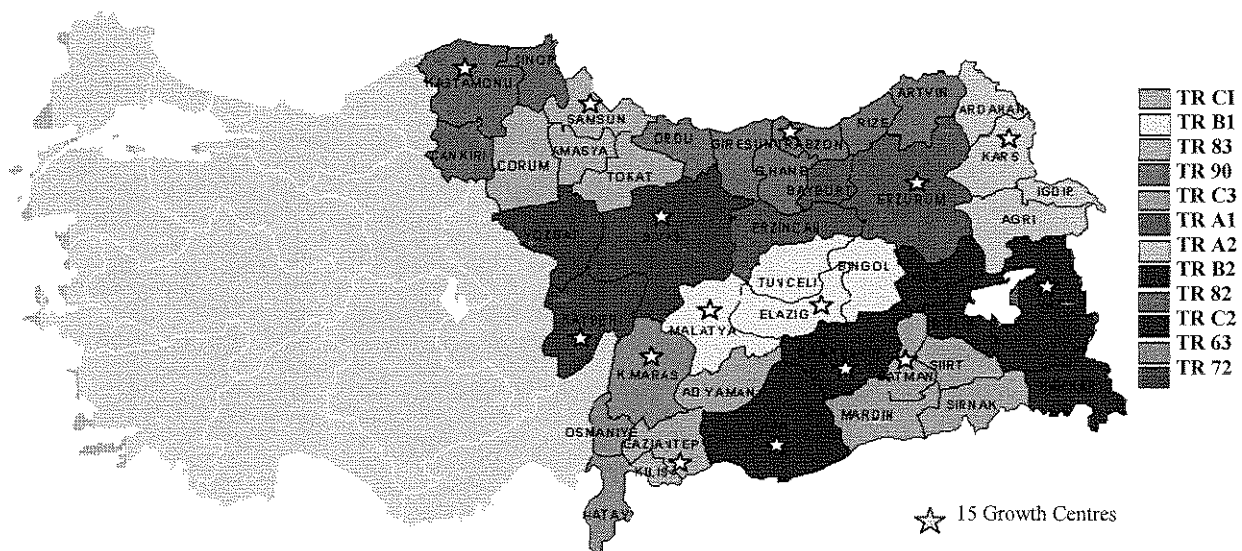 SINOP
KASTAMONU
SAMSUN
ARTVIN
ARDAHAN
RIZE
ORDU
GIRESUN TRABZON
KARS
CANKIRI
CORUM
AMASYA
TOKAT
BAYBURT
ERZURUM
IGDIR
AGRI
ERZINCAN
BINGOL
TUNCELI
ELAZIG
MALATYA
K.MARAS
ADIYAMAN
BATMAN
SIIRT
MARDIN
SIRNAK
OSMANIYE
GAZIANTEP
KILIS
HATAY
TR C1
TR B1
TR 83
TR 90
TR C3
TR A1
TR A2
TR B2
TR 82
TR C2
TR 63
TR 72
15 Growth Centres